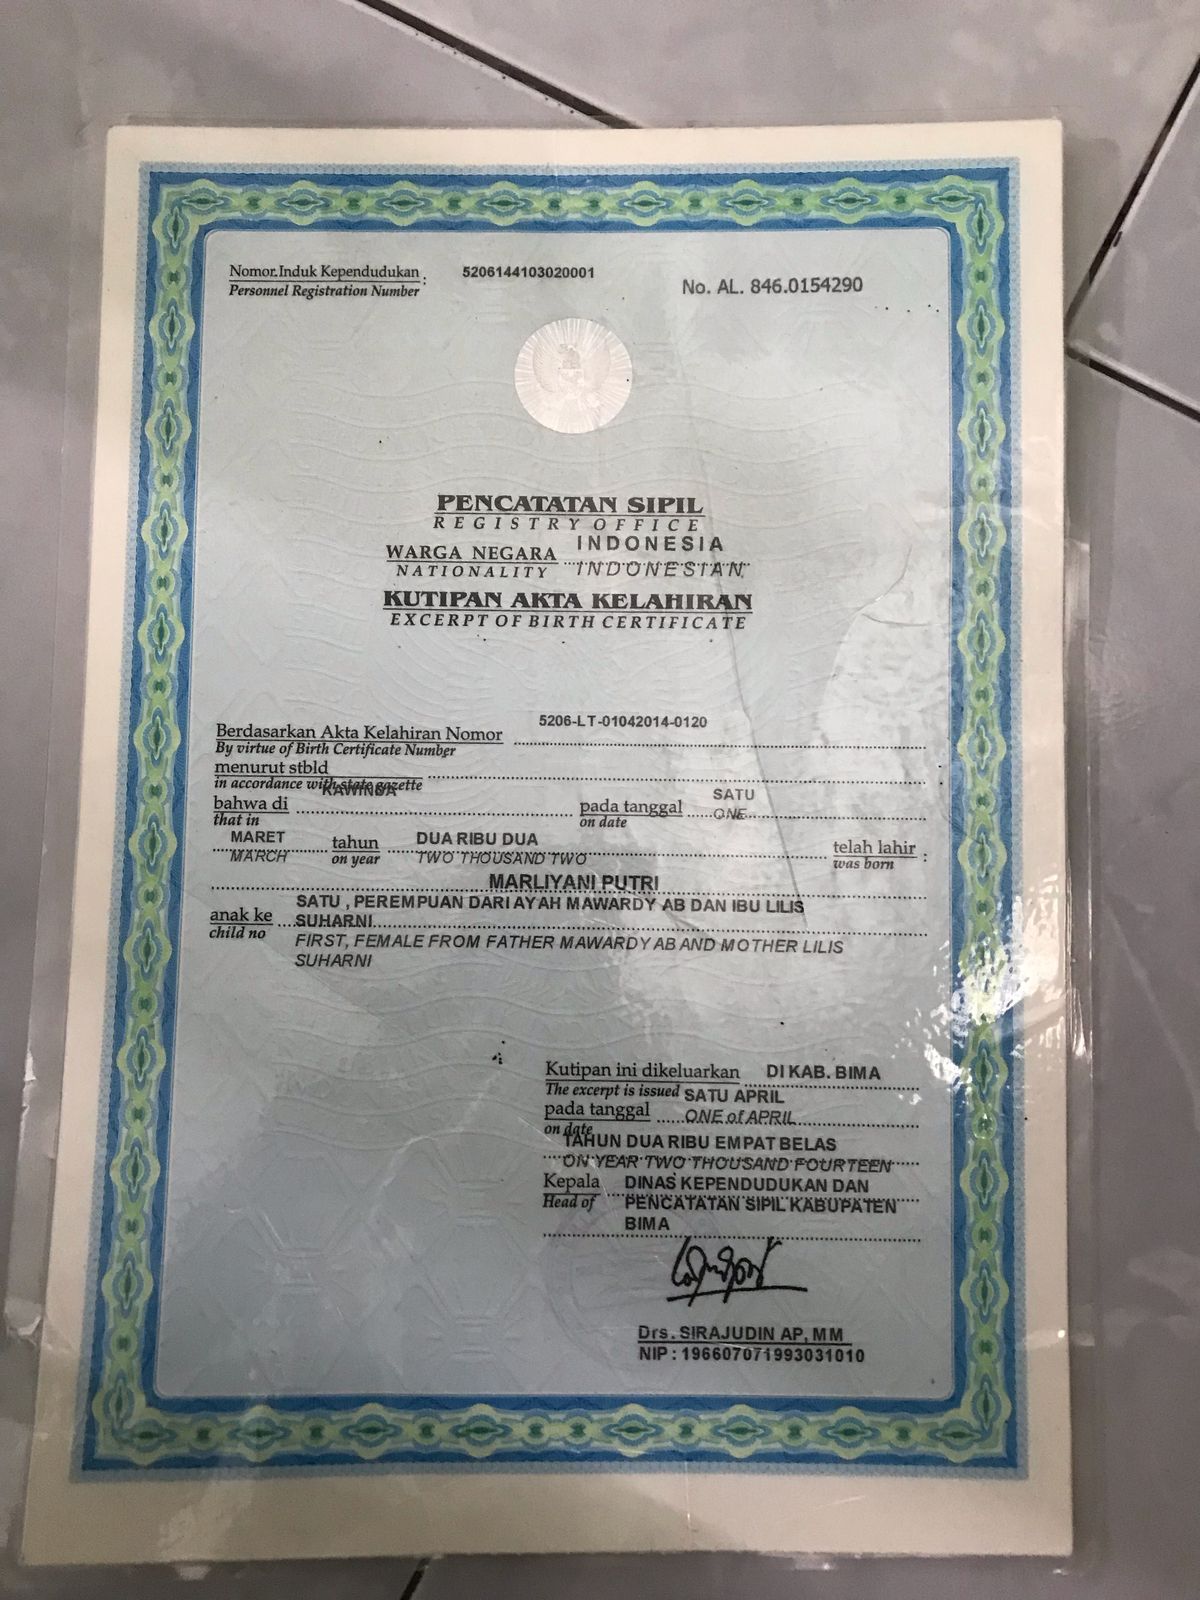 Nomor Induk Kependudukan : 5206144103020001
Personnel Registration Number
No. AL. 846.0154290
PENCATATAN SIPIL
REGISTRY OFFICE
WARGA NEGARA INDONESIA
NATIONALITY INDONESIAN
KUTIPAN AKTA KELAHIRAN
EXCERPT OF BIRTH CERTIFICATE
Berdasarkan Akta Kelahiran Nomor 5206-LT-01042014-0120
By virtue of Birth Certificate Number
menurut stbld
in accordance with state gazette
bahwa di KAWINDA pada tanggal SATU
that in on date ONE
MARET tahun DUA RIBU DUA telah lahir :
MARCH on year TWO THOUSAND TWO was born
MARLIYANI PUTRI
anak ke SATU , PEREMPUAN DARI AYAH MAWARDY AB DAN IBU LILIS
SUHARNI
child no FIRST, FEMALE FROM FATHER MAWARDY AB AND MOTHER LILIS
SUHARNI
Kutipan ini dikeluarkan DI KAB. BIMA
The excerpt is issued
pada tanggal SATU APRIL
on date ONE of APRIL
TAHUN DUA RIBU EMPAT BELAS
ON YEAR TWO THOUSAND FOURTEEN
Kepala DINAS KEPENDUDUKAN DAN
Head of PENCATATAN SIPIL KABUPATEN
BIMA
Drs. SIRAJUDIN AP, MM
NIP : 196607071993031010